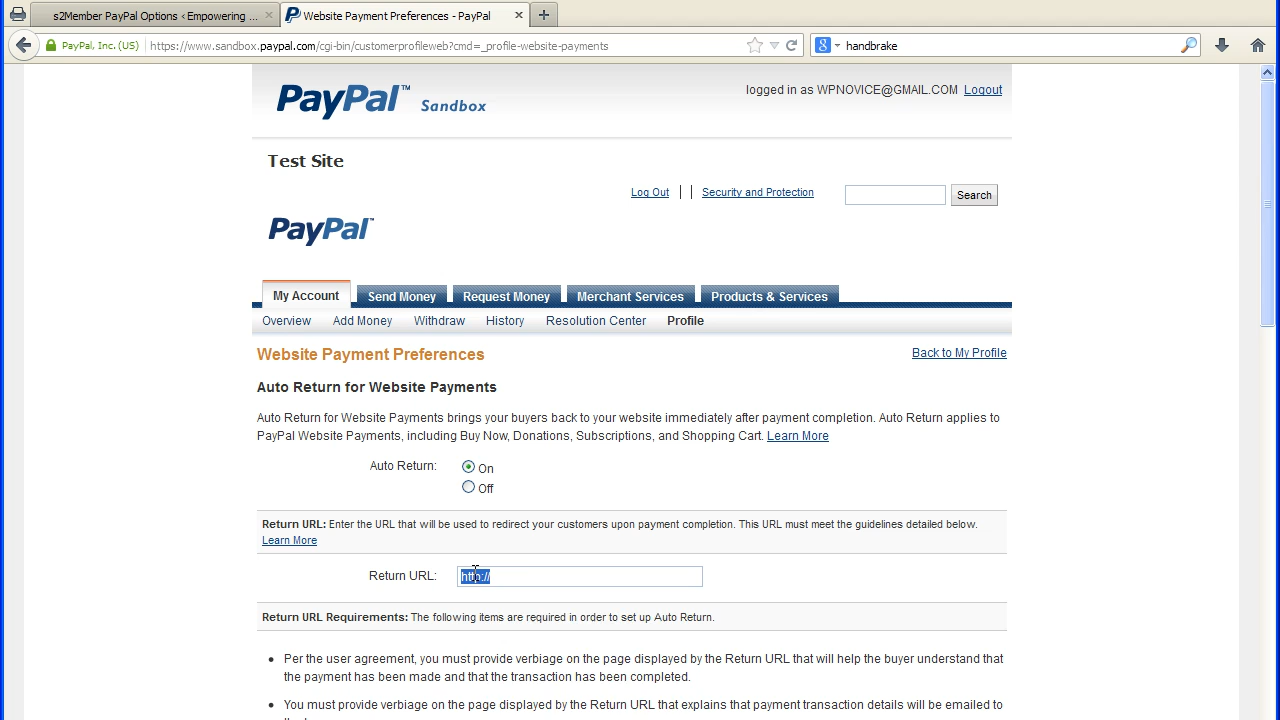 s2Member PayPal Options ‹ Empowering ... ×
Website Payment Preferences - PayPal ×
PayPal, Inc. (US) https://www.sandbox.paypal.com/cgi-bin/customerprofileweb?cmd=_profile-website-payments
handbrake
PayPal™ Sandbox
logged in as WPNOVICE@GMAIL.COM Logout
Test Site
Log Out | | Security and Protection
Search
PayPal™
My Account Send Money Request Money Merchant Services Products & Services
Overview Add Money Withdraw History Resolution Center Profile
Website Payment Preferences
Back to My Profile
Auto Return for Website Payments
Auto Return for Website Payments brings your buyers back to your website immediately after payment completion. Auto Return applies to
PayPal Website Payments, including Buy Now, Donations, Subscriptions, and Shopping Cart. Learn More
Auto Return: On
Off
Return URL: Enter the URL that will be used to redirect your customers upon payment completion. This URL must meet the guidelines detailed below.
Learn More
Return URL: http://
Return URL Requirements: The following items are required in order to set up Auto Return.
• Per the user agreement, you must provide verbiage on the page displayed by the Return URL that will help the buyer understand that
the payment has been made and that the transaction has been completed.
• You must provide verbiage on the page displayed by the Return URL that explains that payment transaction details will be emailed to